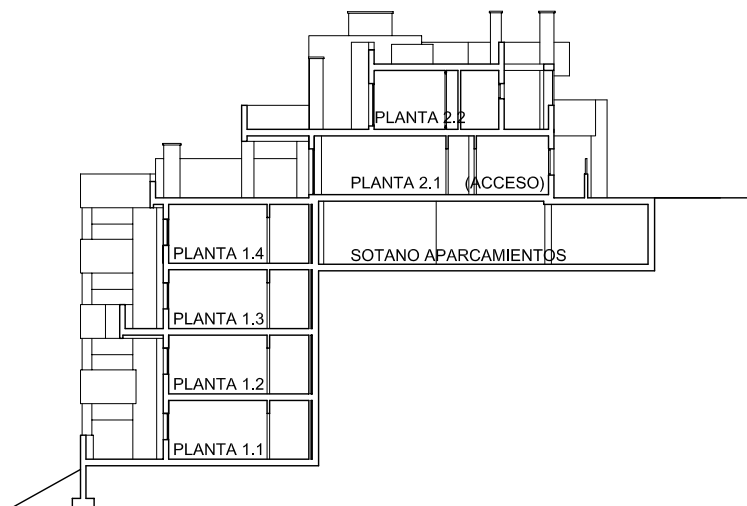 PLANTA 2.2
PLANTA 2.1 (ACCESO)
PLANTA 1.4
SOTANO APARCAMIENTOS
PLANTA 1.3
PLANTA 1.2
PLANTA 1.1